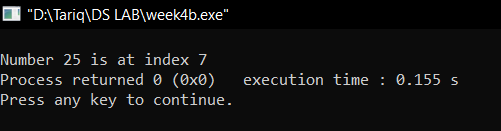 "D:\Tariq\DS LAB\week4b.exe"
Number 25 is at index 7
Process returned 0 (0x0)   execution time : 0.155 s
Press any key to continue.